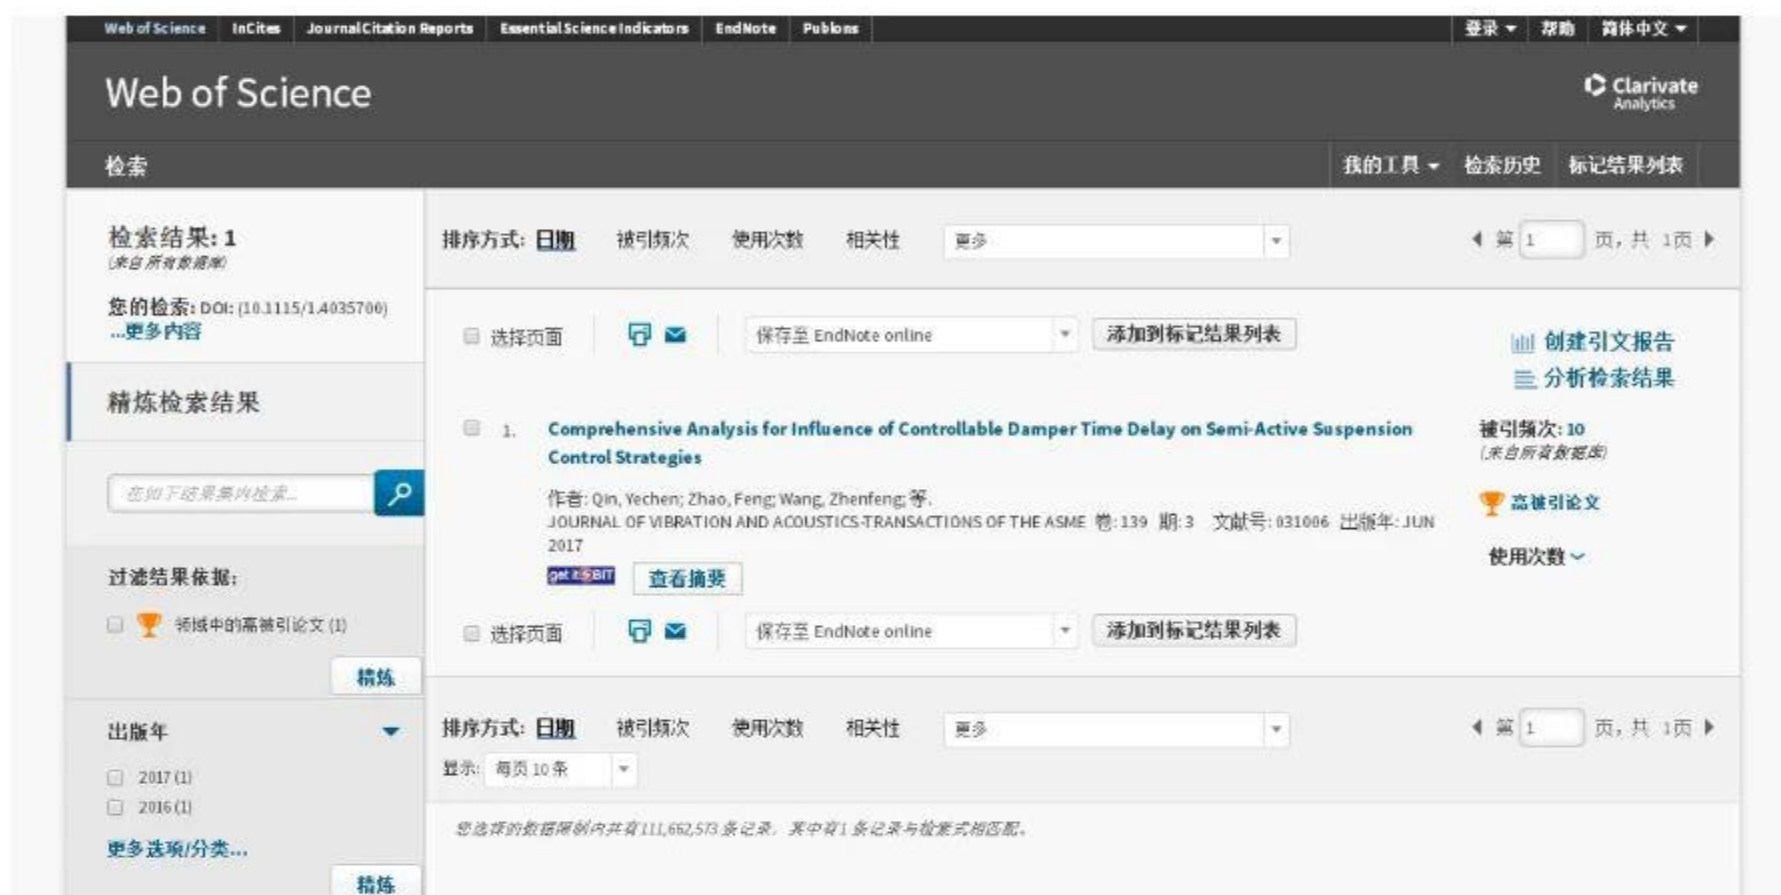 Web of Science InCites Journal Citation Reports Essential Science Indicators EndNote Publons 登录 帮助 简体中文
Web of Science
Clarivate
Analytics
检索 我的工具 检索历史 标记结果列表
检索结果: 1
(来自所有数据库)
您的检索: DOI: (10.1115/1.4035700)
...更多内容
精炼检索结果
在如下结果集内检索...
过滤结果依据:
领域中的高被引论文 (1)
精炼
出版年
2017 (1)
2016 (1)
更多选项/分类...
精炼
排序方式: 日期 被引频次 使用次数 相关性 更多
第 1 页, 共 1页
选择页面 保存至 EndNote online 添加到标记结果列表
创建引文报告
分析检索结果
1. Comprehensive Analysis for Influence of Controllable Damper Time Delay on Semi-Active Suspension
Control Strategies
作者: Qin, Yechen; Zhao, Feng; Wang, Zhenfeng; 等.
JOURNAL OF VIBRATION AND ACOUSTICS-TRANSACTIONS OF THE ASME 卷: 139 期: 3 文献号: 031006 出版年: JUN
2017
get it BIT 查看摘要
被引频次: 10
(来自所有数据库)
高被引论文
使用次数
选择页面 保存至 EndNote online 添加到标记结果列表
排序方式: 日期 被引频次 使用次数 相关性 更多
第 1 页, 共 1页
显示: 每页 10 条
您选择的数据限制内共有111,662,573 条记录, 其中有1 条记录与检索式相匹配。